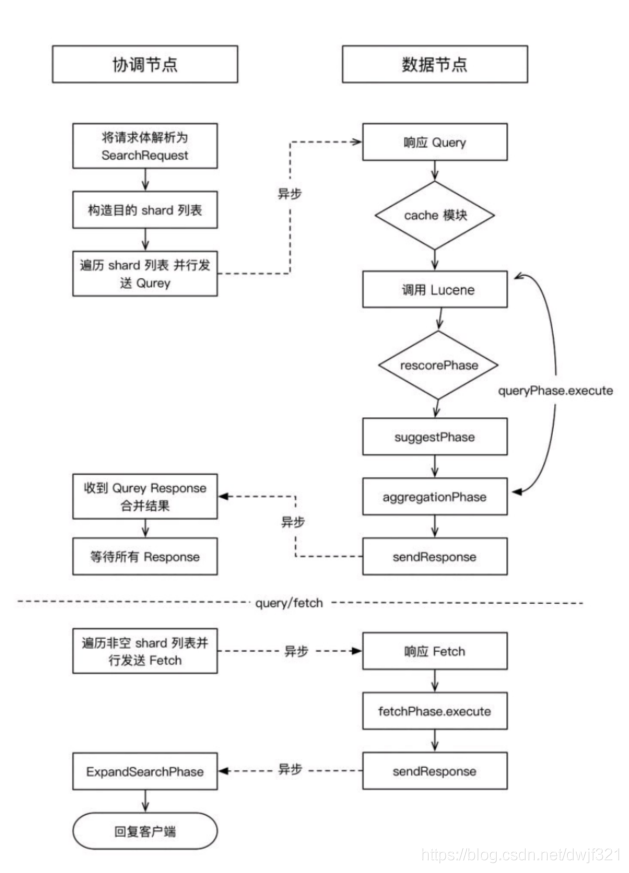 协调节点
数据节点
将请求体解析为
SearchRequest
响应 Query
异步
构造目的 shard 列表
cache 模块
遍历 shard 列表 并行发
送 Qurey
调用 Lucene
rescorePhase
queryPhase.execute
suggestPhase
收到 Qurey Response
合并结果
aggregationPhase
异步
等待所有 Response
sendResponse
query/fetch
遍历非空 shard 列表并
行发送 Fetch
异步
响应 Fetch
fetchPhase.execute
ExpandSearchPhase
异步
sendResponse
回复客户端
https://blog.csdn.net/dwjf321